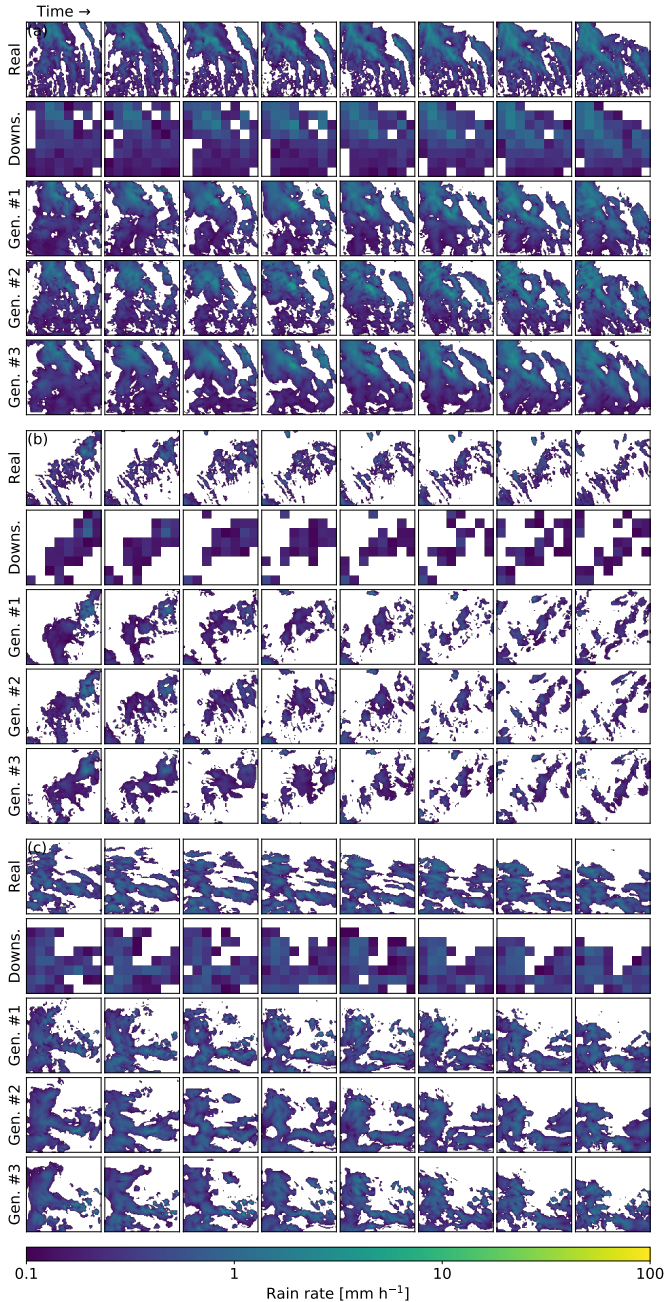 Time →
(a)
Real
Downs.
Gen. #1
Gen. #2
Gen. #3
(b)
Real
Downs.
Gen. #1
Gen. #2
Gen. #3
(c)
Real
Downs.
Gen. #1
Gen. #2
Gen. #3
0.1 1 10 100
Rain rate [mm h⁻¹]